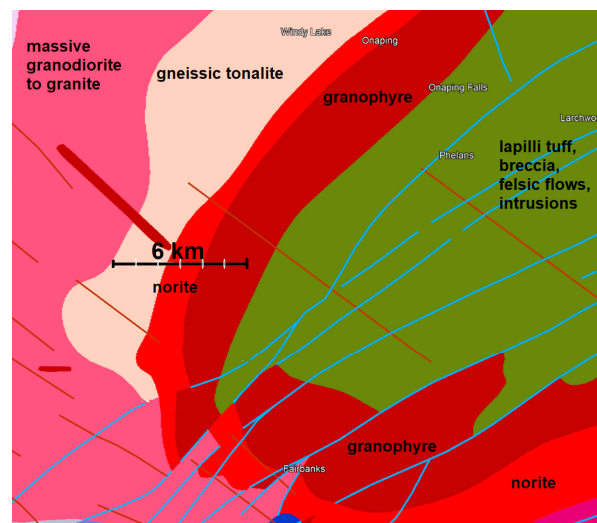 massive
granodiorite
to granite
Windy Lake
Onaping
gneissic tonalite
granophyre
Onaping Falls
Larchwo
Phelans
lapilli tuff,
breccia,
felsic flows,
intrusions
6 km
norite
granophyre
Fairbanks
norite